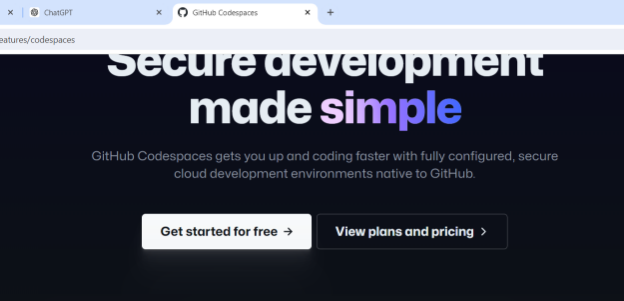 ChatGPT
GitHub Codespaces
eatures/codespaces
Secure development
made simple
GitHub Codespaces gets you up and coding faster with fully configured, secure
cloud development environments native to GitHub.
Get started for free →
View plans and pricing >